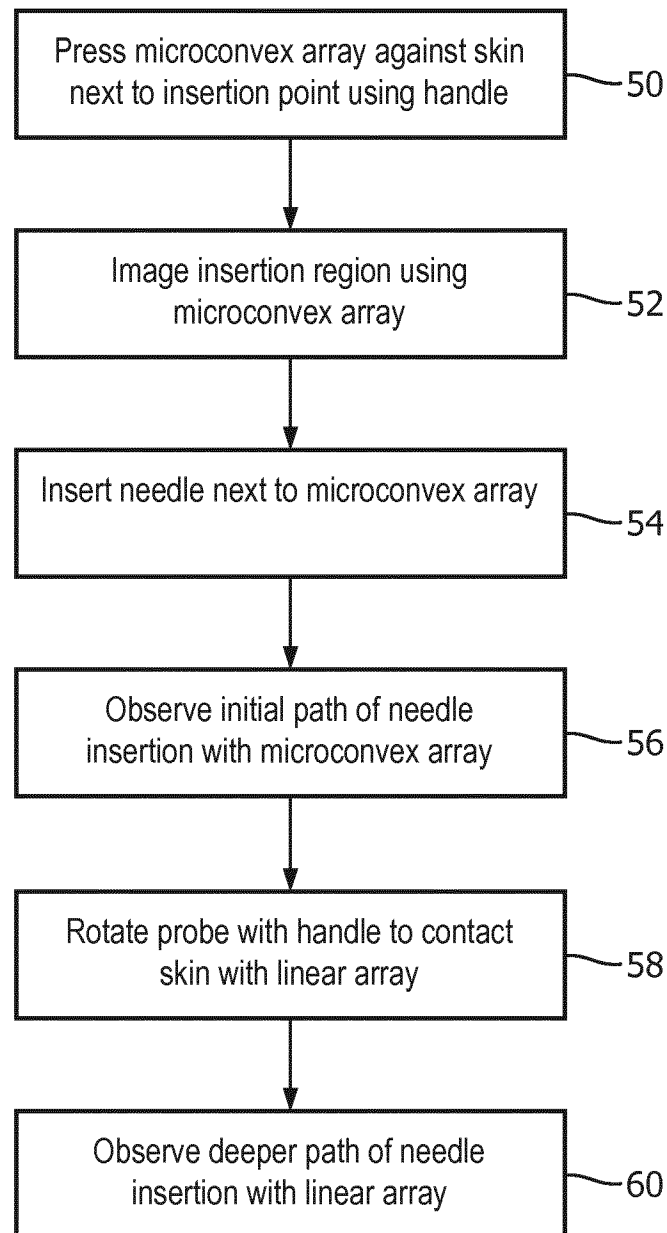 Press microconvex array against skin
next to insertion point using handle
50
Image insertion region using
microconvex array
52
Insert needle next to microconvex array
54
Observe initial path of needle
insertion with microconvex array
56
Rotate probe with handle to contact
skin with linear array
58
Observe deeper path of needle
insertion with linear array
60